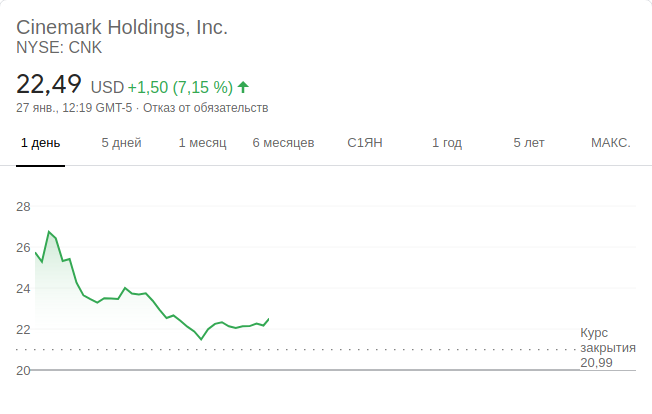 Cinemark Holdings, Inc.
NYSE: CNK
22,49 USD +1,50 (7,15 %)
27 янв., 12:19 GMT-5 · Отказ от обязательств
1 день 5 дней 1 месяц 6 месяцев С1ЯН 1 год 5 лет МАКС.
28
26
24
22
20
Курс
закрытия
20,99